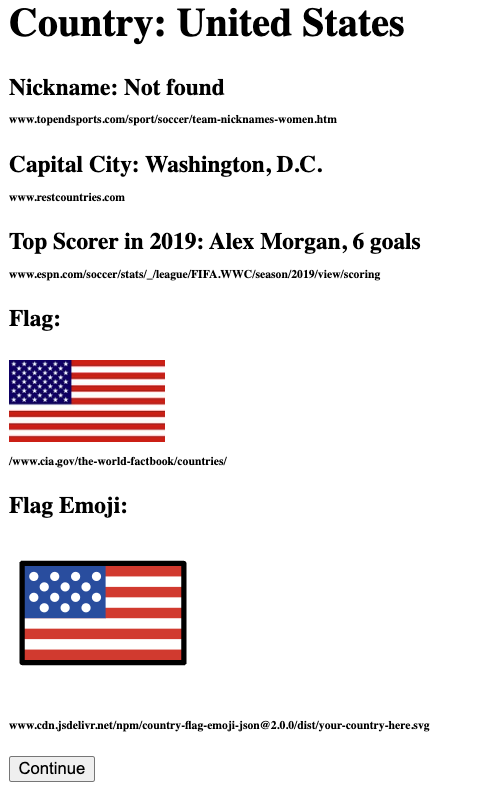 Country: United States
Nickname: Not found
www.topendsports.com/sport/soccer/team-nicknames-women.htm
Capital City: Washington, D.C.
www.restcountries.com
Top Scorer in 2019: Alex Morgan, 6 goals
www.espn.com/soccer/stats/_/league/FIFA.WWC/season/2019/view/scoring
Flag:
/www.cia.gov/the-world-factbook/countries/
Flag Emoji:
www.cdn.jsdelivr.net/npm/country-flag-emoji-json@2.0.0/dist/your-country-here.svg
Continue